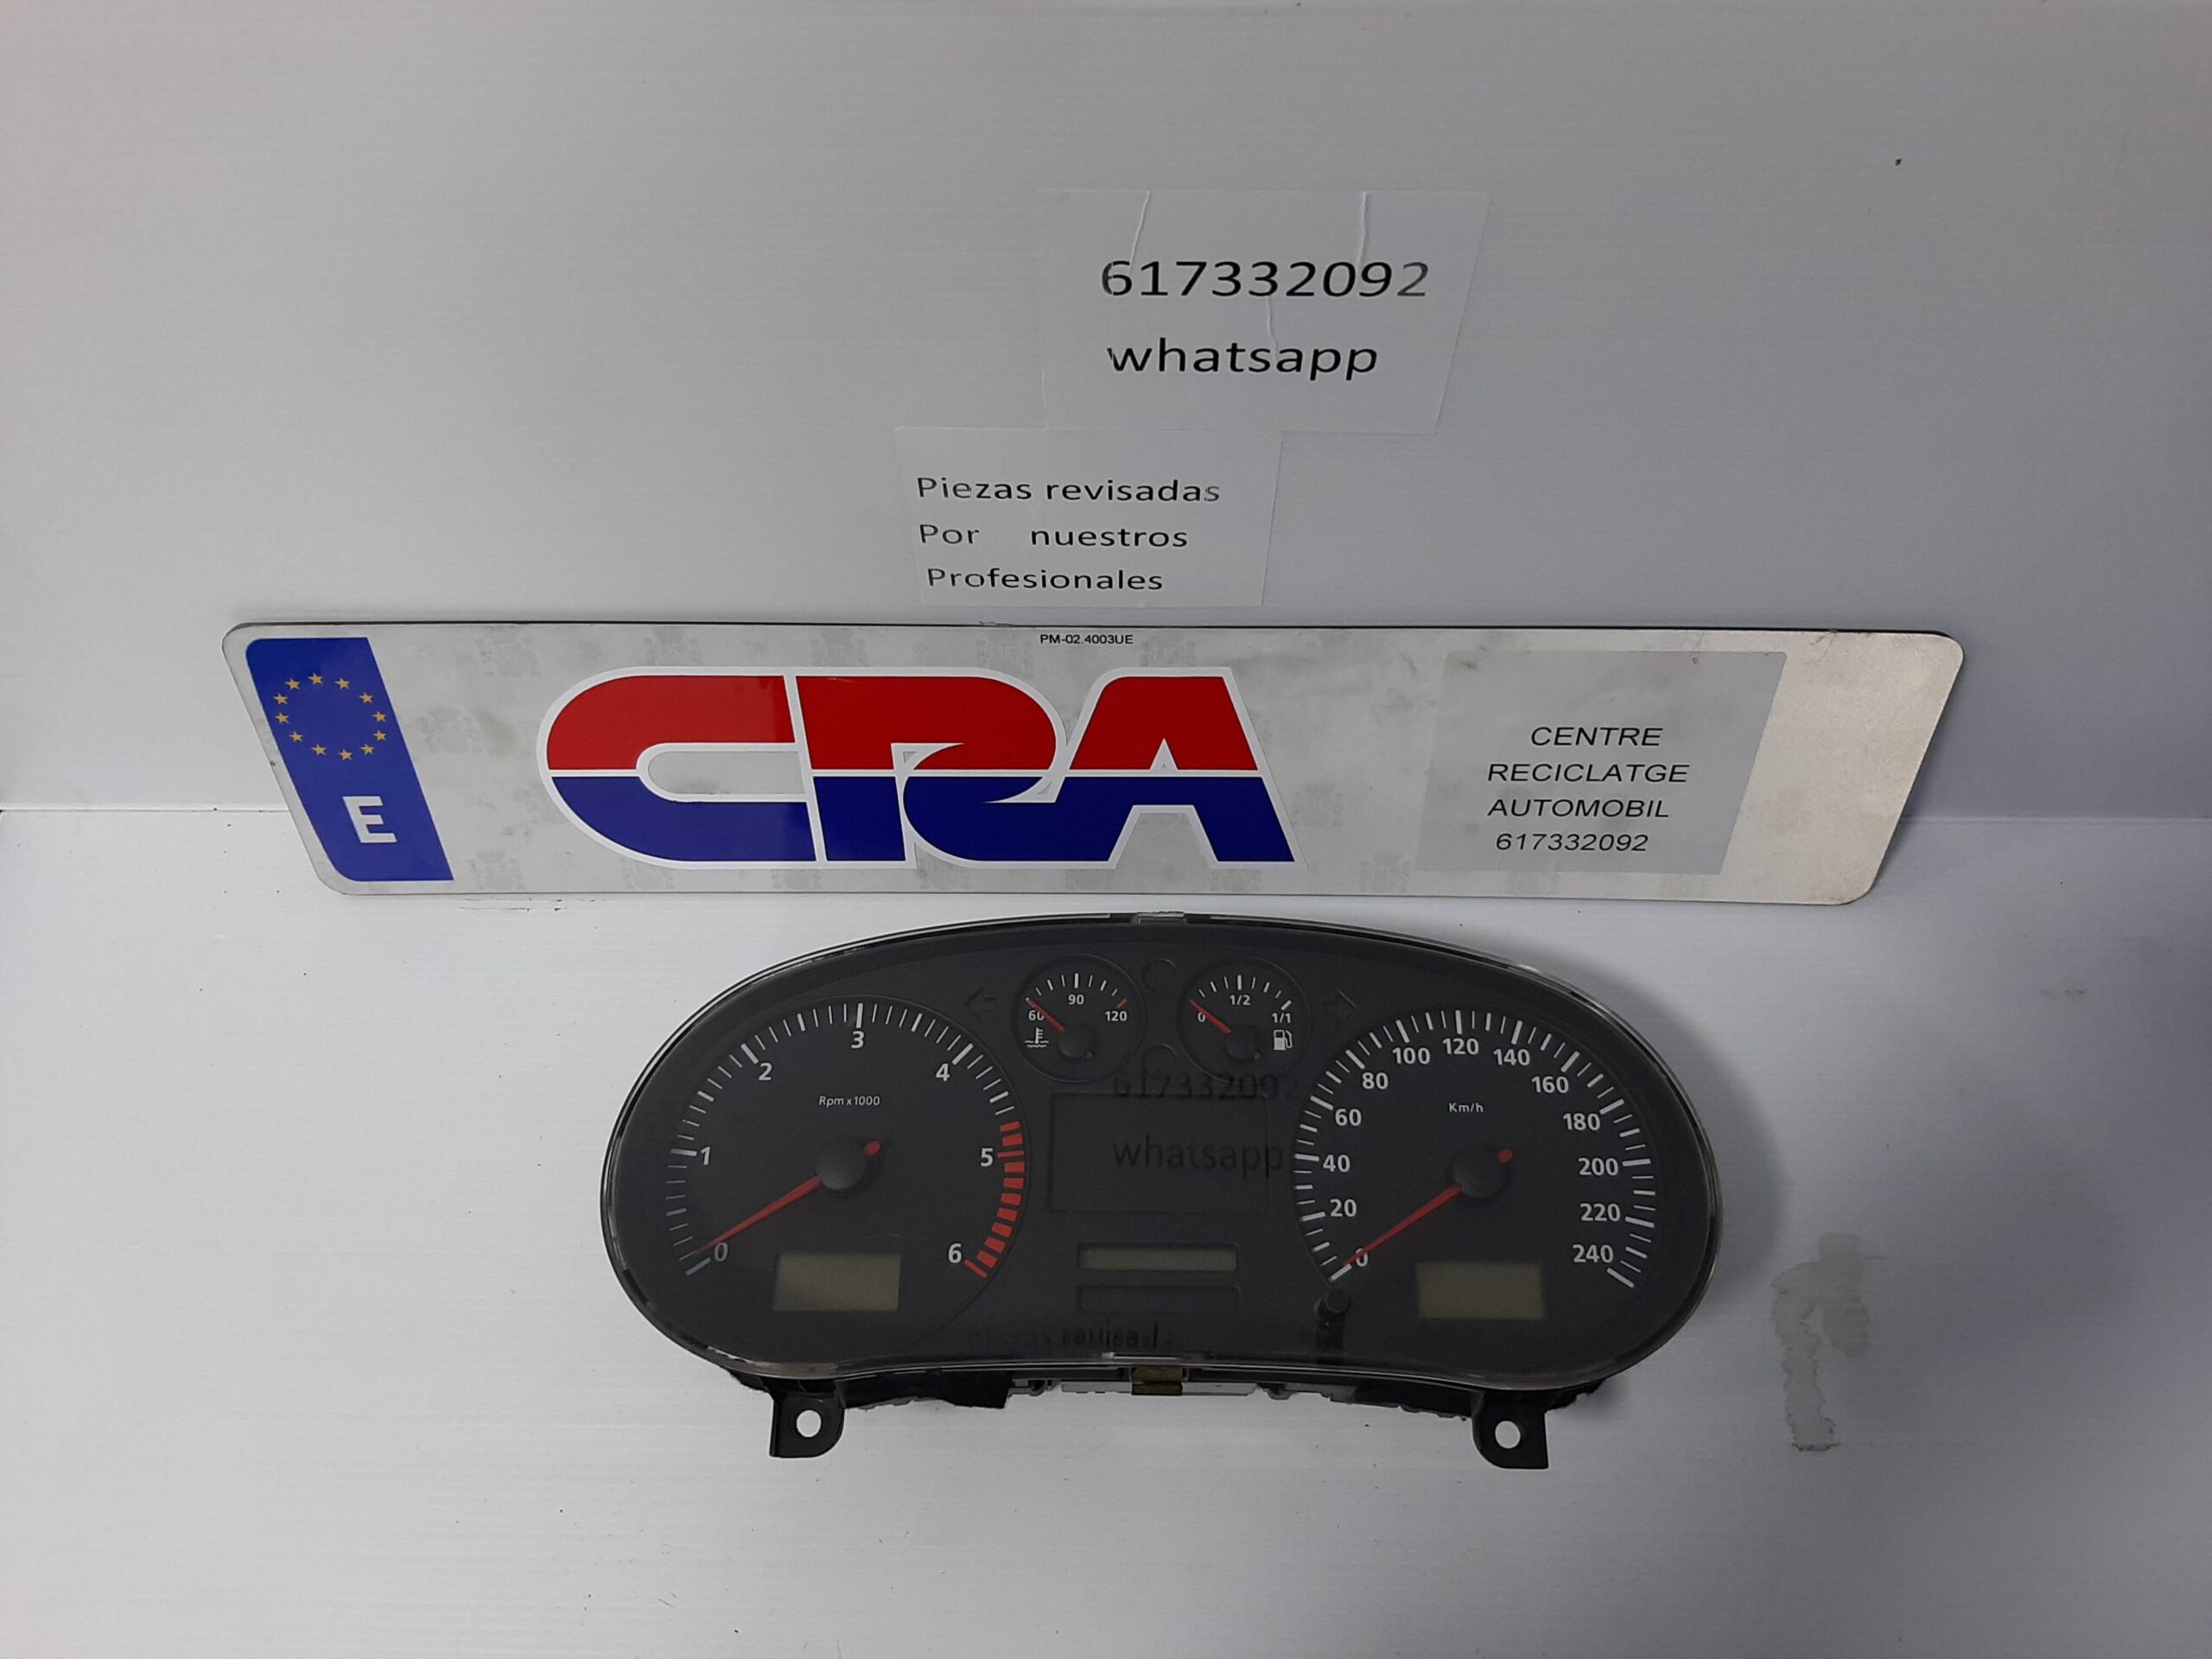 617332092
whatsapp
Piezas revisadas
Por nuestros
Profesionales
PM-02.4003UE
E
CRA
CENTRE
RECICLATGE
AUTOMOBIL
617332092
60 90 120
0 1/2 1/1
0 1 2 3 4 5 6
Rpm x1000
617332092
whatsapp
0 20 40 60 80 100 120 140 160 180 200 220 240
Km/h